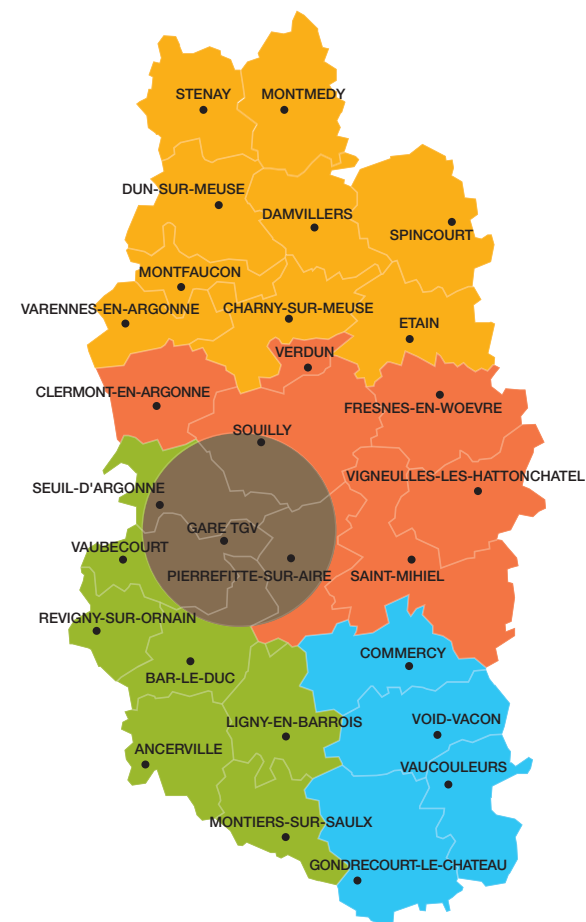 STENAY
MONTMEDY
DUN-SUR-MEUSE
DAMVILLERS
SPINCOURT
MONTFAUCON
VARENNES-EN-ARGONNE
CHARNY-SUR-MEUSE
ETAIN
VERDUN
CLERMONT-EN-ARGONNE
FRESNES-EN-WOEVRE
SOUILLY
VIGNEULLES-LES-HATTONCHATEL
SEUIL-D'ARGONNE
GARE TGV
VAUBECOURT
PIERREFITTE-SUR-AIRE
SAINT-MIHIEL
REVIGNY-SUR-ORNAIN
COMMERCY
BAR-LE-DUC
LIGNY-EN-BARROIS
VOID-VACON
ANCERVILLE
VAUCOULEURS
MONTIERS-SUR-SAULX
GONDRECOURT-LE-CHATEAU